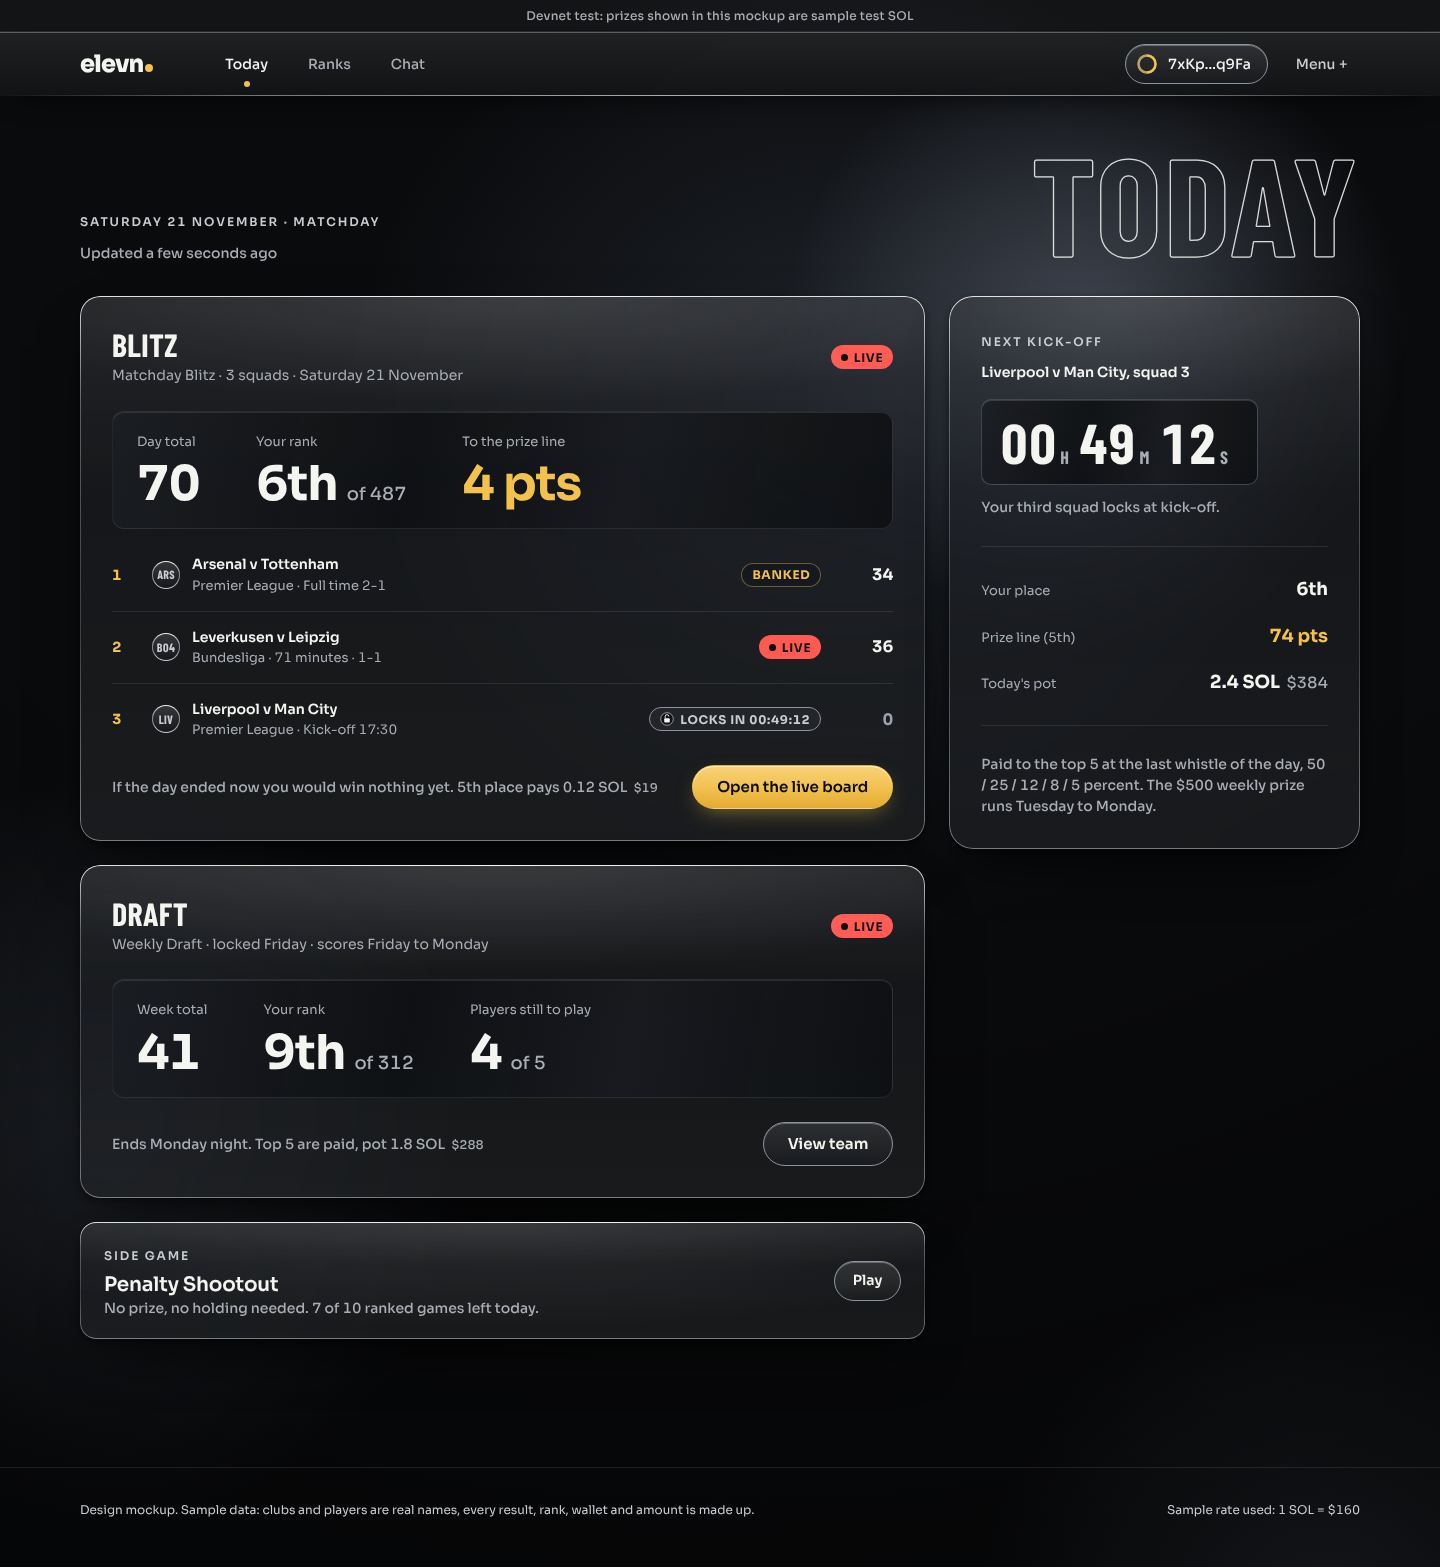 Devnet test: prizes shown in this mockup are sample test SOL
elevn.
Today
Ranks
Chat
7xKp...q9Fa
Menu +
TODAY
SATURDAY 21 NOVEMBER · MATCHDAY
Updated a few seconds ago
BLITZ
Matchday Blitz · 3 squads · Saturday 21 November
LIVE
Day total
70
Your rank
6th of 487
To the prize line
4 pts
1
ARS
Arsenal v Tottenham
Premier League · Full time 2-1
BANKED
34
2
B04
Leverkusen v Leipzig
Bundesliga · 71 minutes · 1-1
LIVE
36
3
LIV
Liverpool v Man City
Premier League · Kick-off 17:30
LOCKS IN 00:49:12
0
If the day ended now you would win nothing yet. 5th place pays 0.12 SOL $19
Open the live board
NEXT KICK-OFF
Liverpool v Man City, squad 3
00 H 49 M 12 S
Your third squad locks at kick-off.
Your place
6th
Prize line (5th)
74 pts
Today's pot
2.4 SOL $384
Paid to the top 5 at the last whistle of the day, 50
/ 25 / 12 / 8 / 5 percent. The $500 weekly prize
runs Tuesday to Monday.
DRAFT
Weekly Draft · locked Friday · scores Friday to Monday
LIVE
Week total
41
Your rank
9th of 312
Players still to play
4 of 5
Ends Monday night. Top 5 are paid, pot 1.8 SOL $288
View team
SIDE GAME
Penalty Shootout
No prize, no holding needed. 7 of 10 ranked games left today.
Play
Design mockup. Sample data: clubs and players are real names, every result, rank, wallet and amount is made up.
Sample rate used: 1 SOL = $160